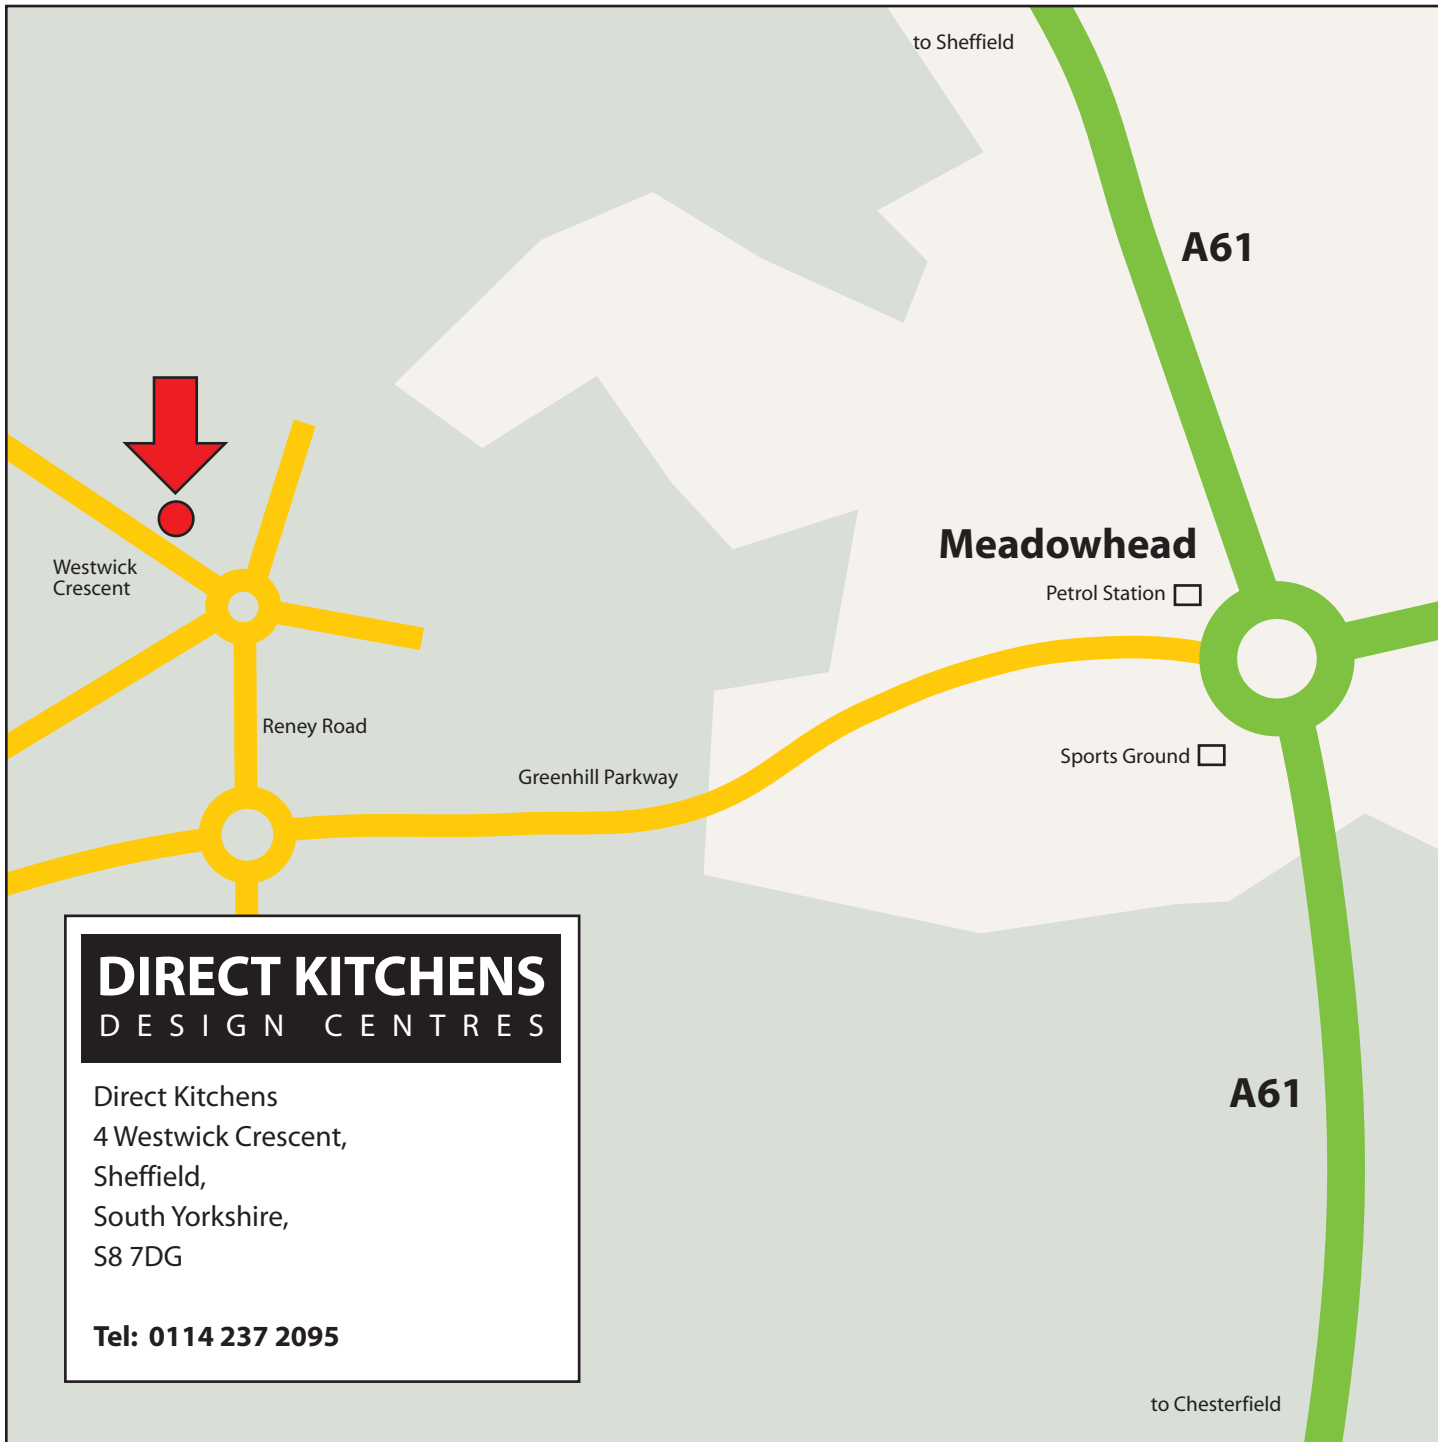 to Sheffield
A61
Meadowhead
Petrol Station
Westwick
Crescent
Reney Road
Sports Ground
Greenhill Parkway
DIRECT KITCHENS
DESIGN CENTRES
Direct Kitchens
4 Westwick Crescent,
Sheffield,
South Yorkshire,
S8 7DG
Tel: 0114 237 2095
A61
to Chesterfield